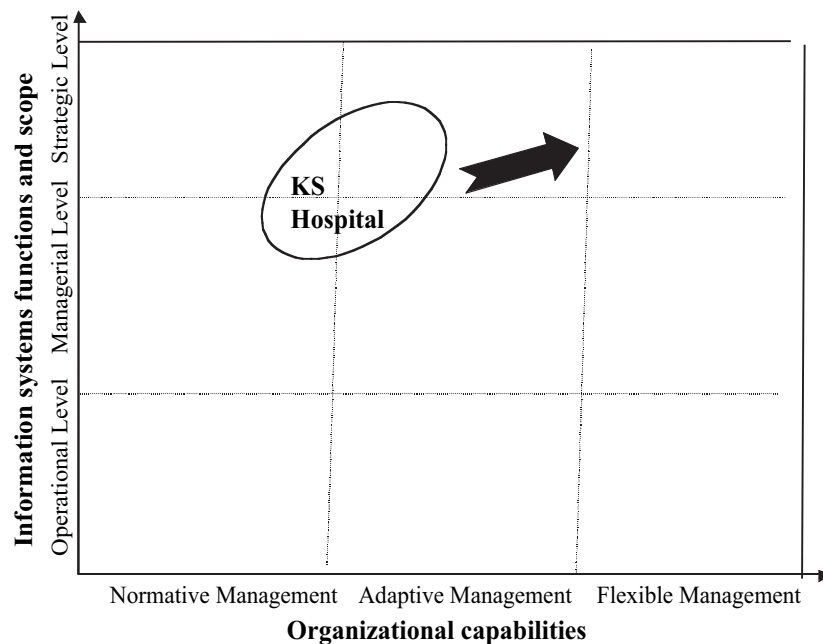 Information systems functions and scope
Strategic Level
Managerial Level
Operational Level
KS
Hospital
Normative Management
Adaptive Management
Flexible Management
Organizational capabilities